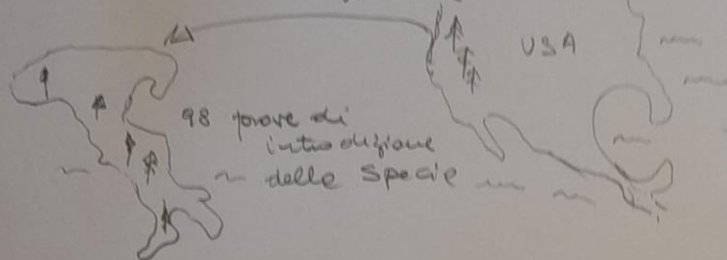 USA
98 prove di
introduzione
delle Specie